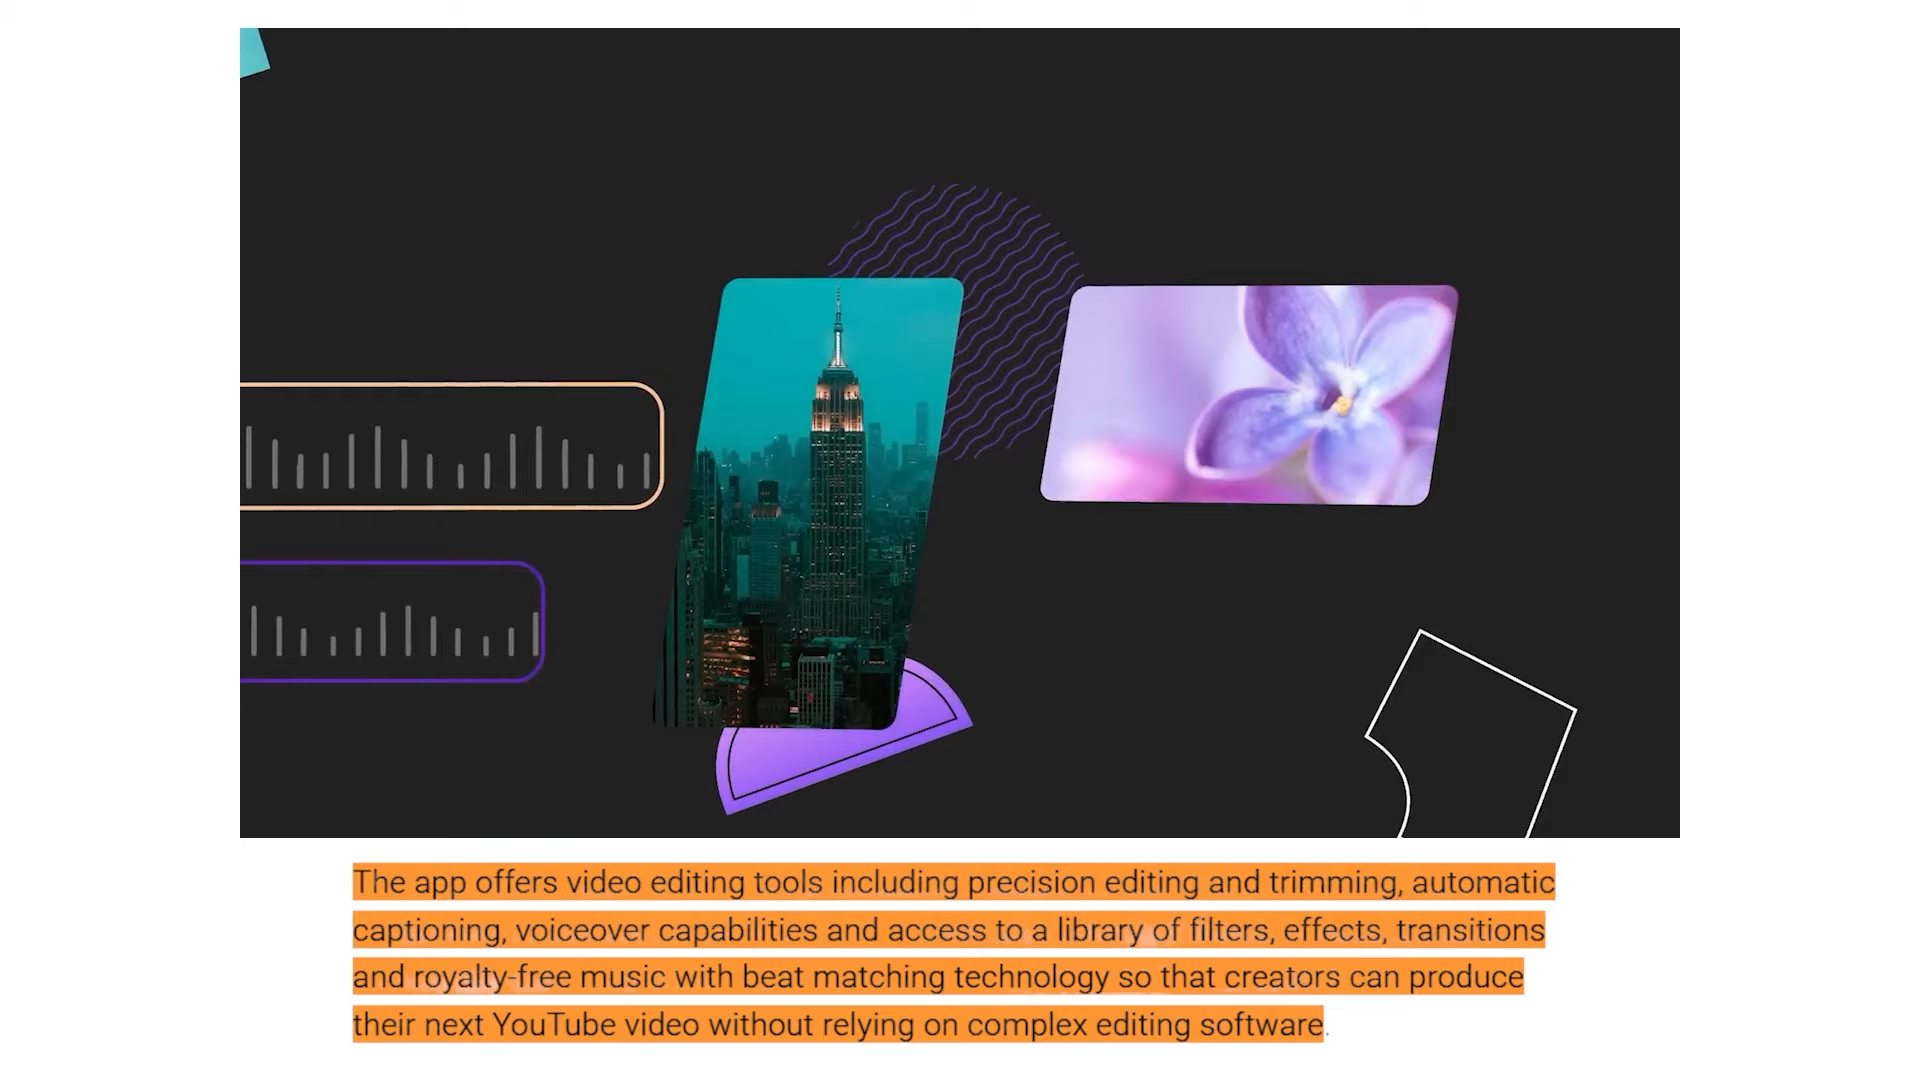 The app offers video editing tools including precision editing and trimming, automatic
captioning, voiceover capabilities and access to a library of filters, effects, transitions
and royalty-free music with beat matching technology so that creators can produce
their next YouTube video without relying on complex editing software.